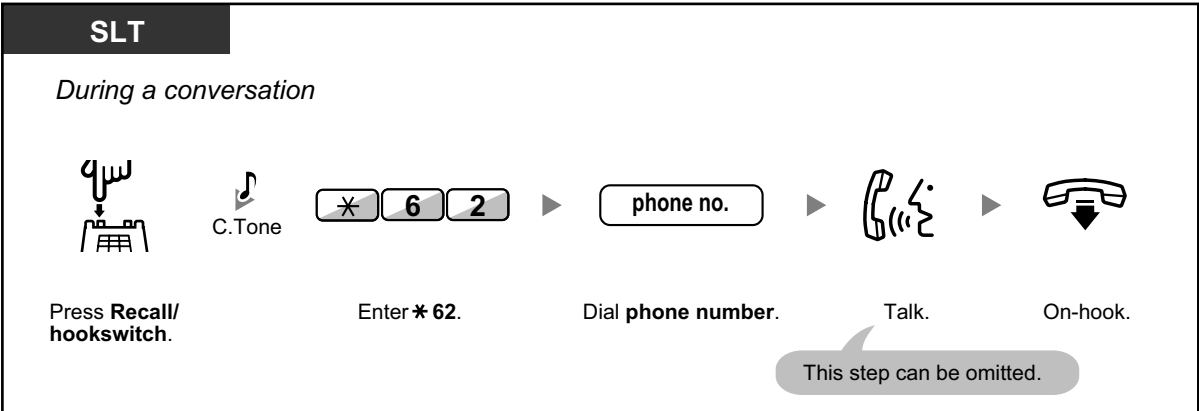 SLT
During a conversation
C.Tone
* 6 2
phone no.
Press Recall/
hookswitch.
Enter * 62.
Dial phone number.
Talk.
On-hook.
This step can be omitted.